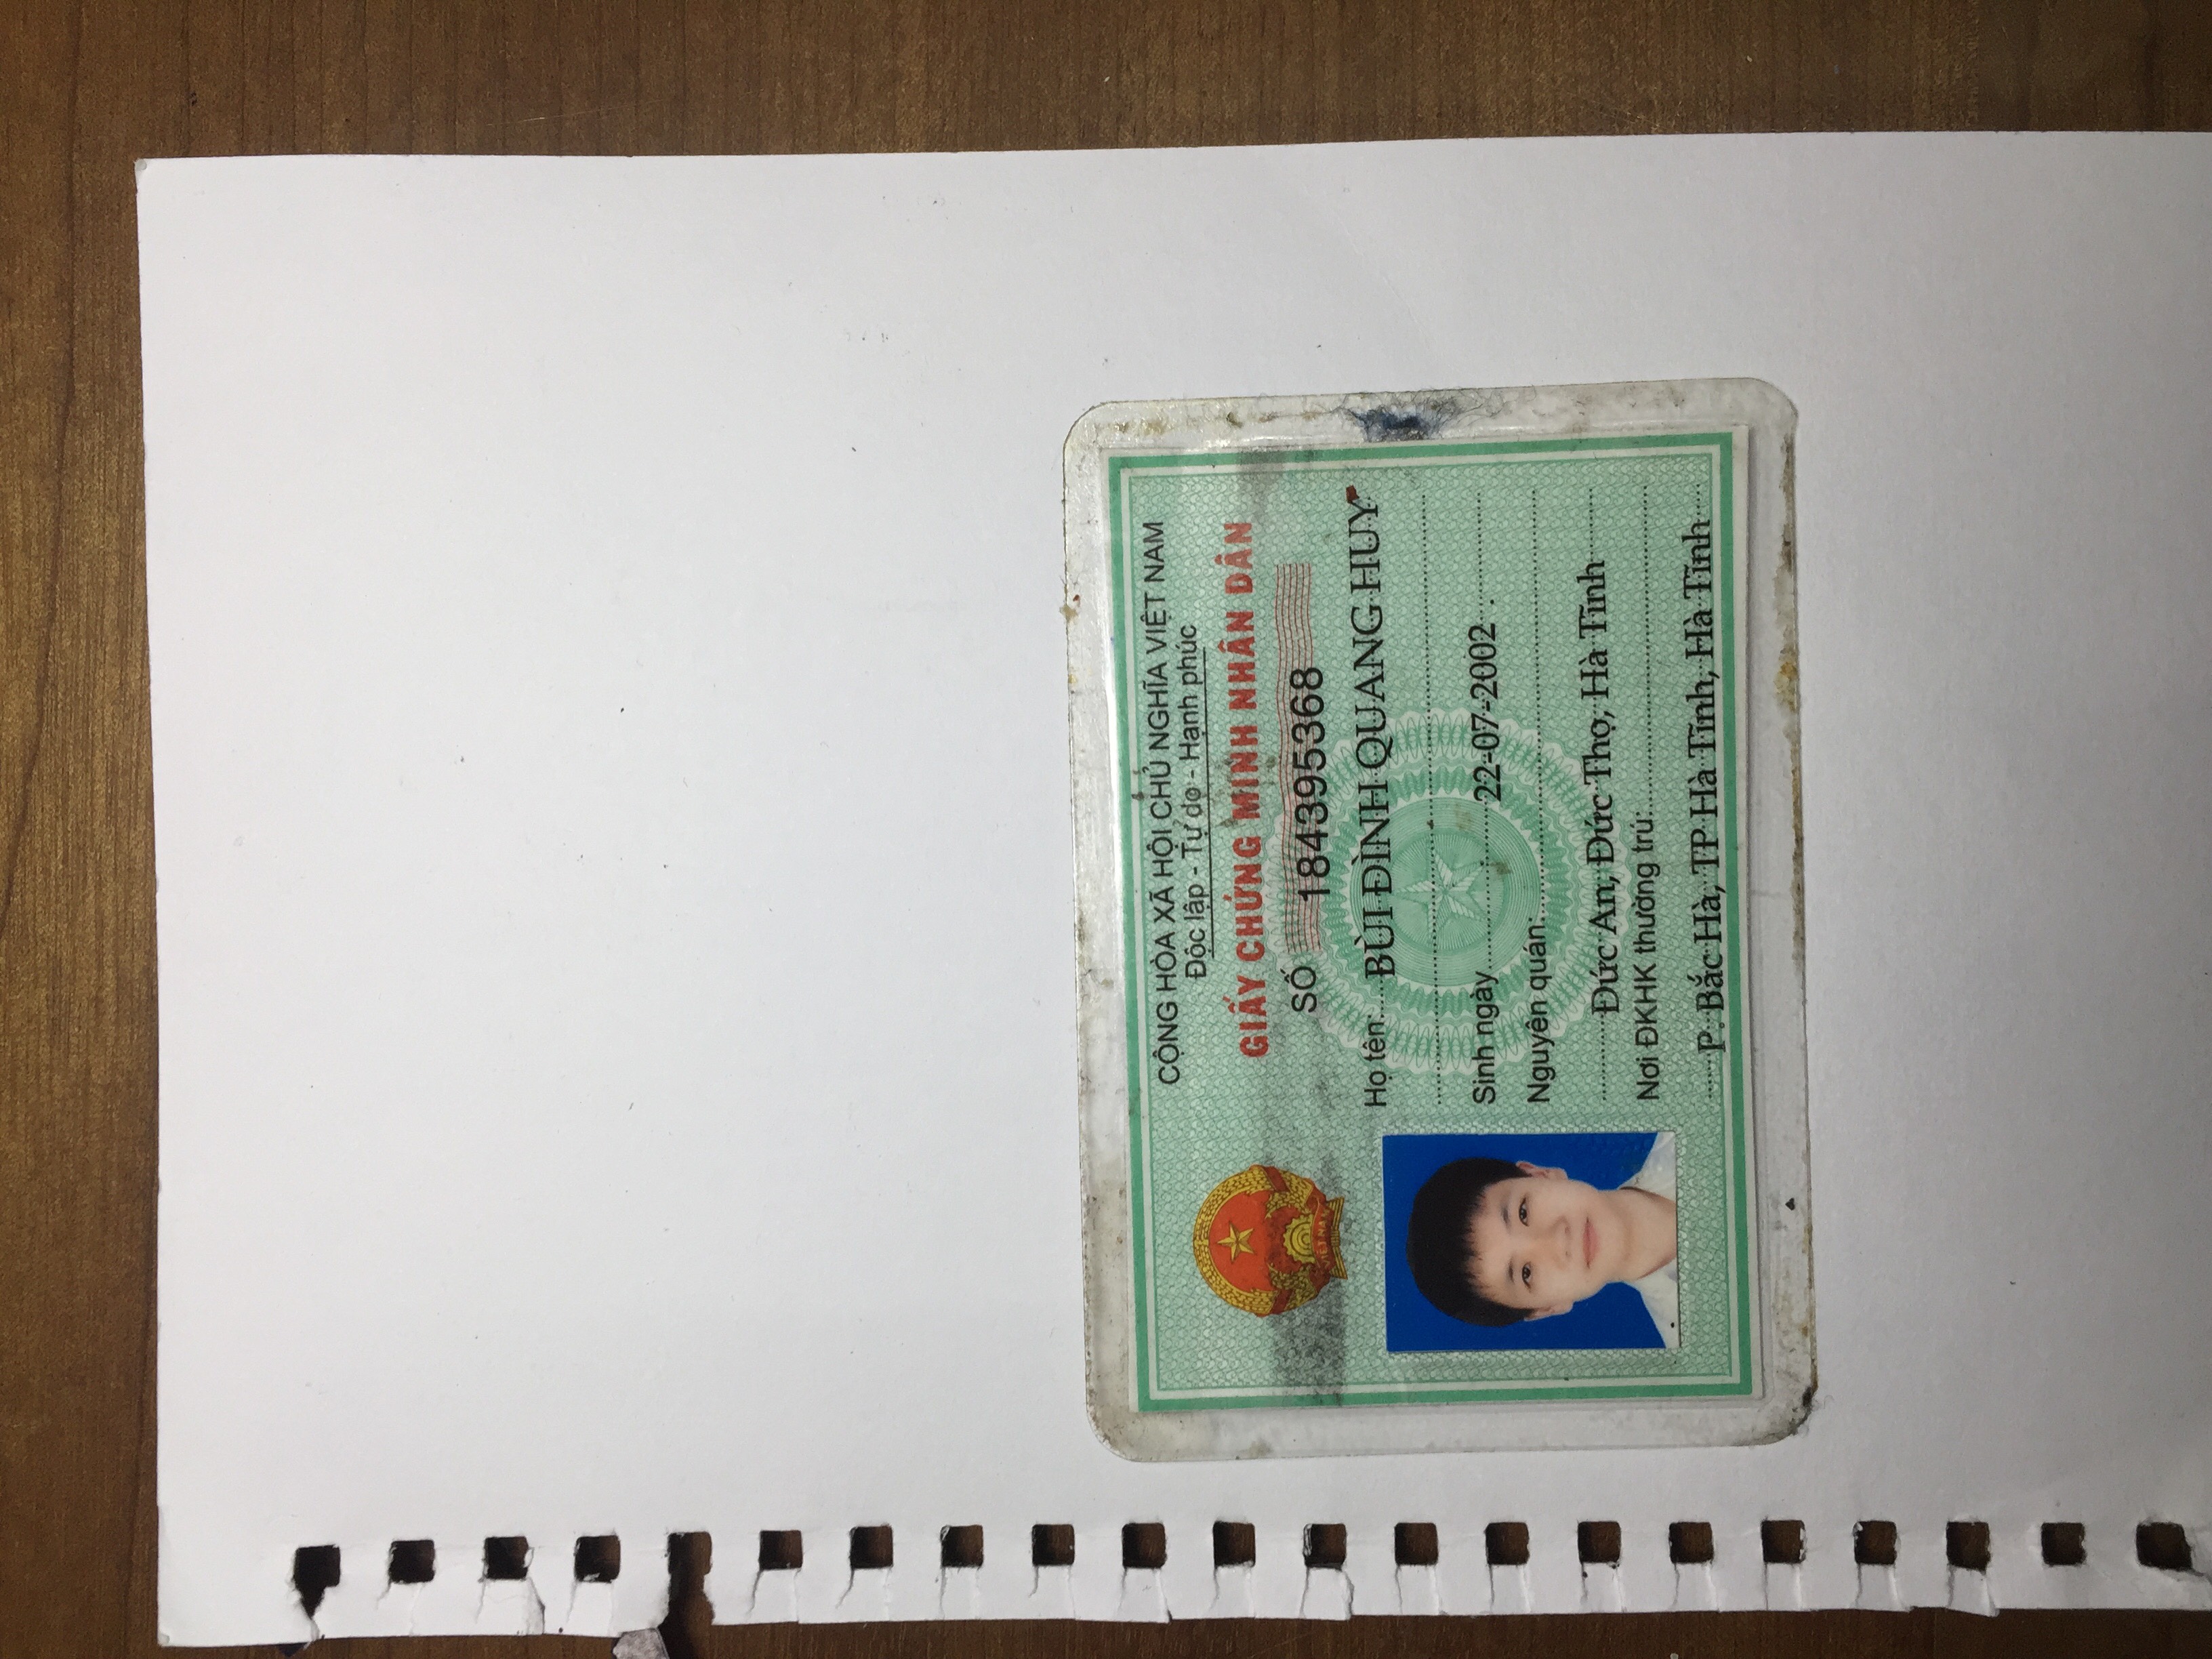 CỘNG HÒA XÃ HỘI CHỦ NGHĨA VIỆT NAM
Độc lập - Tự do - Hạnh phúc
GIẤY CHỨNG MINH NHÂN DÂN
SỐ 184395368
VIỆT NAM
Họ tên: BÙI ĐÌNH QUANG HUY
Sinh ngày 22-07-2002
Nguyên quán:
Đức An, Đức Thọ, Hà Tĩnh
Nơi ĐKHK thường trú:
P. Bắc Hà, TP Hà Tĩnh, Hà Tĩnh